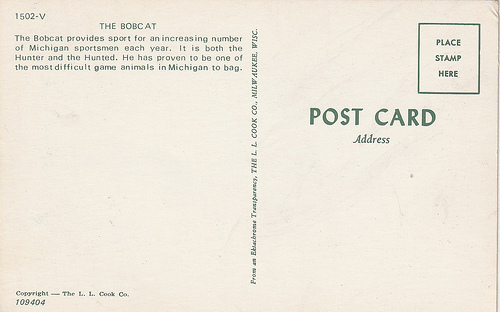 1502-V
THE BOBCAT
The Bobcat provides sport for an increasing number
of Michigan sportsmen each year. It is both the
Hunter and the Hunted. He has proven to be one of
the most difficult game animals in Michigan to bag.
Copyright — The L. L. Cook Co.
109404
From an Ektachrome Transparency, THE L. L. COOK CO., MILWAUKEE, WISC.
PLACE
STAMP
HERE
POST CARD
Address